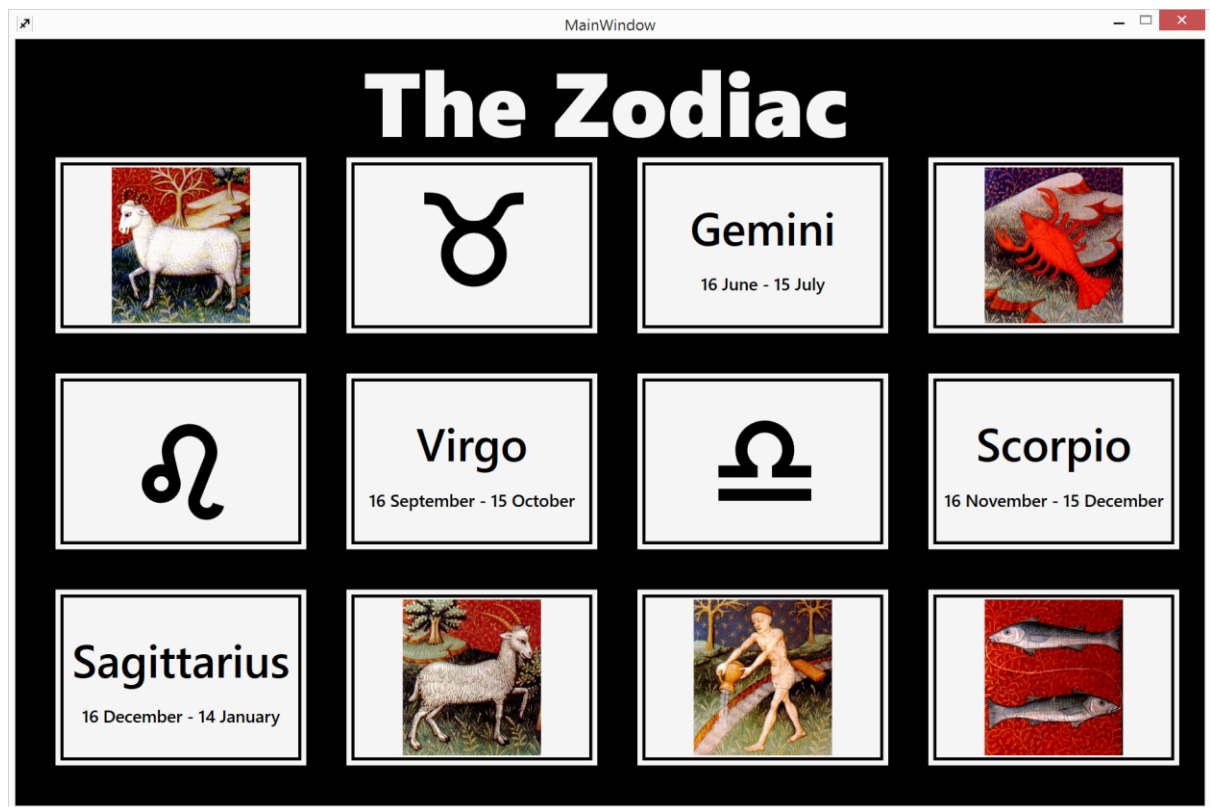 MainWindow
The Zodiac
♉
Gemini
16 June - 15 July
♌
Virgo
16 September - 15 October
♎
Scorpio
16 November - 15 December
Sagittarius
16 December - 14 January